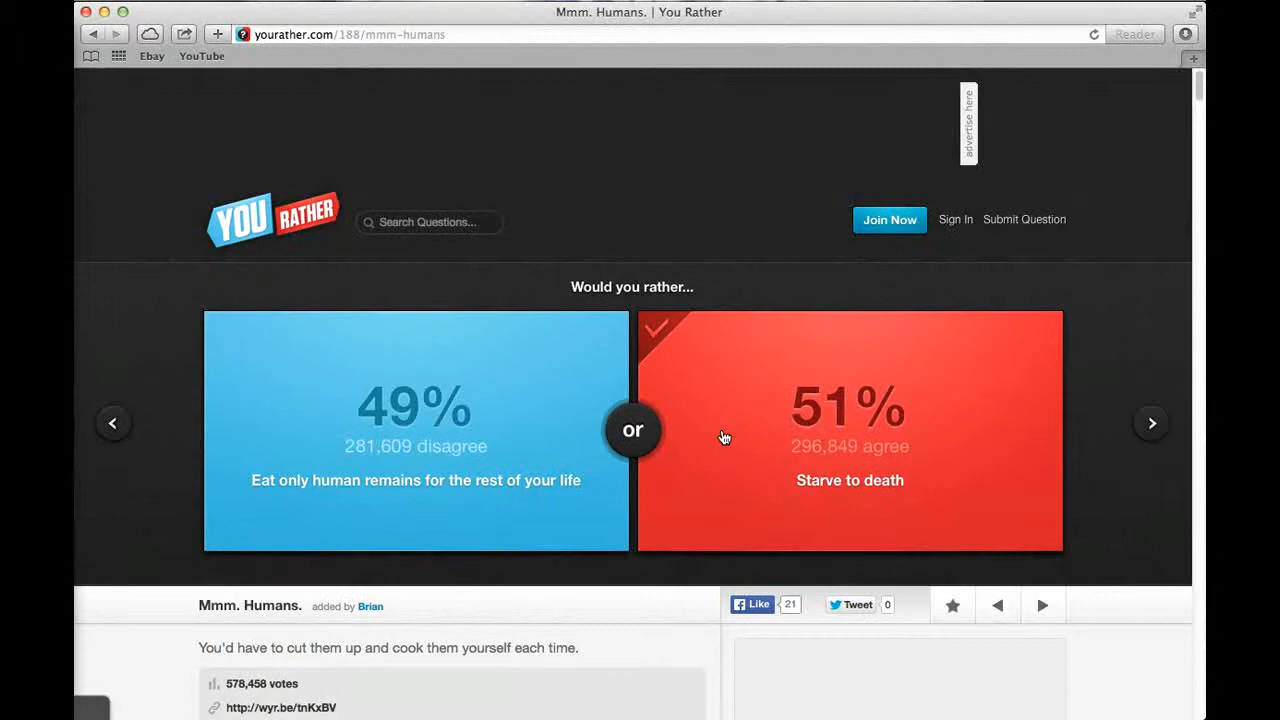 Mmm. Humans. | You Rather
yourather.com/188/mmm-humans
Reader
Ebay
YouTube
advertise here
YOU RATHER
Search Questions...
Join Now
Sign In
Submit Question
Would you rather...
49%
281,609 disagree
Eat only human remains for the rest of your life
or
51%
296,849 agree
Starve to death
Mmm. Humans. added by Brian
Like
21
Tweet
0
You'd have to cut them up and cook them yourself each time.
578,458 votes
http://wyr.be/tnKxBV